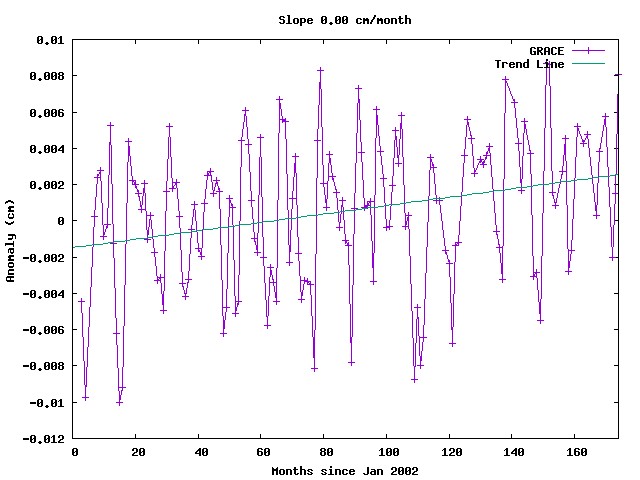 Slope 0.00 cm/month
0.01
0.008
0.006
0.004
0.002
0
-0.002
-0.004
-0.006
-0.008
-0.01
-0.012
Anomaly (cm)
GRACE
Trend Line
0 20 40 60 80 100 120 140 160
Months since Jan 2002